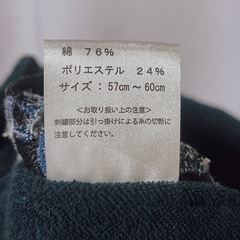 綿　７６％
ポリエステル　２４％
サイズ：５７cm～６０cm
＜お取り扱い上の注意＞
刺繍部分は引っ掛けによる糸の切断に
注意してください。